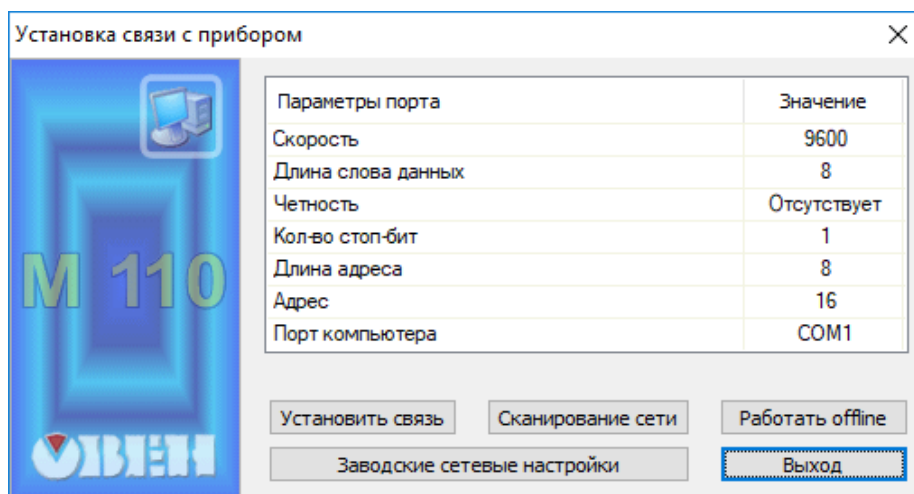 Установка связи с прибором
М 110
ОВЕН
Параметры порта Значение
Скорость 9600
Длина слова данных 8
Четность Отсутствует
Кол-во стоп-бит 1
Длина адреса 8
Адрес 16
Порт компьютера COM1
Установить связь Сканирование сети Работать offline
Заводские сетевые настройки Выход